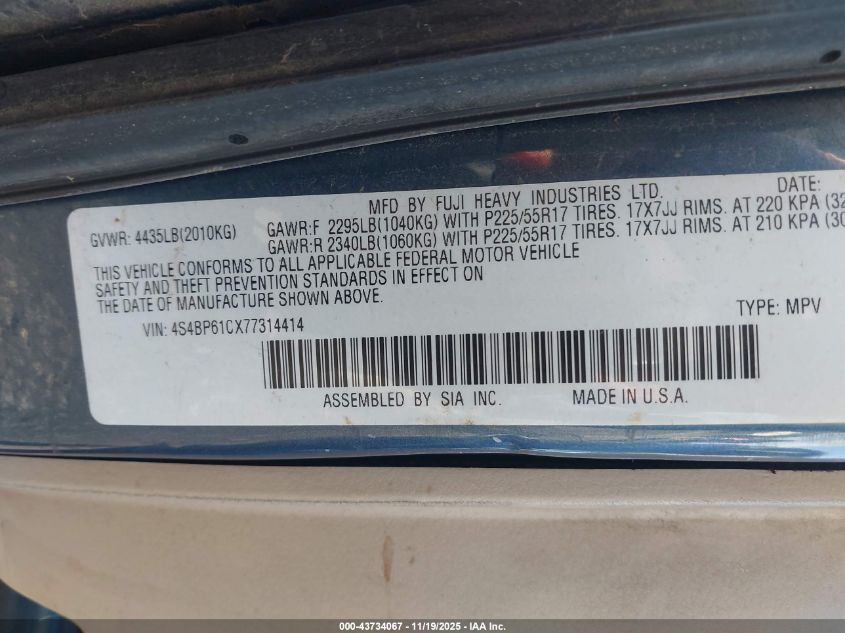 MFD BY FUJI HEAVY INDUSTRIES LTD. DATE:
GVWR: 4435LB(2010KG) GAWR:F 2295LB(1040KG) WITH P225/55R17 TIRES. 17X7JJ RIMS. AT 220 KPA (32
GAWR:R 2340LB(1060KG) WITH P225/55R17 TIRES. 17X7JJ RIMS. AT 210 KPA (30
THIS VEHICLE CONFORMS TO ALL APPLICABLE FEDERAL MOTOR VEHICLE
SAFETY AND THEFT PREVENTION STANDARDS IN EFFECT ON
THE DATE OF MANUFACTURE SHOWN ABOVE.
VIN: 4S4BP61CX77314414 TYPE: MPV
ASSEMBLED BY SIA INC. MADE IN U.S.A.
000-43734067 - 11/19/2025 - IAA Inc.